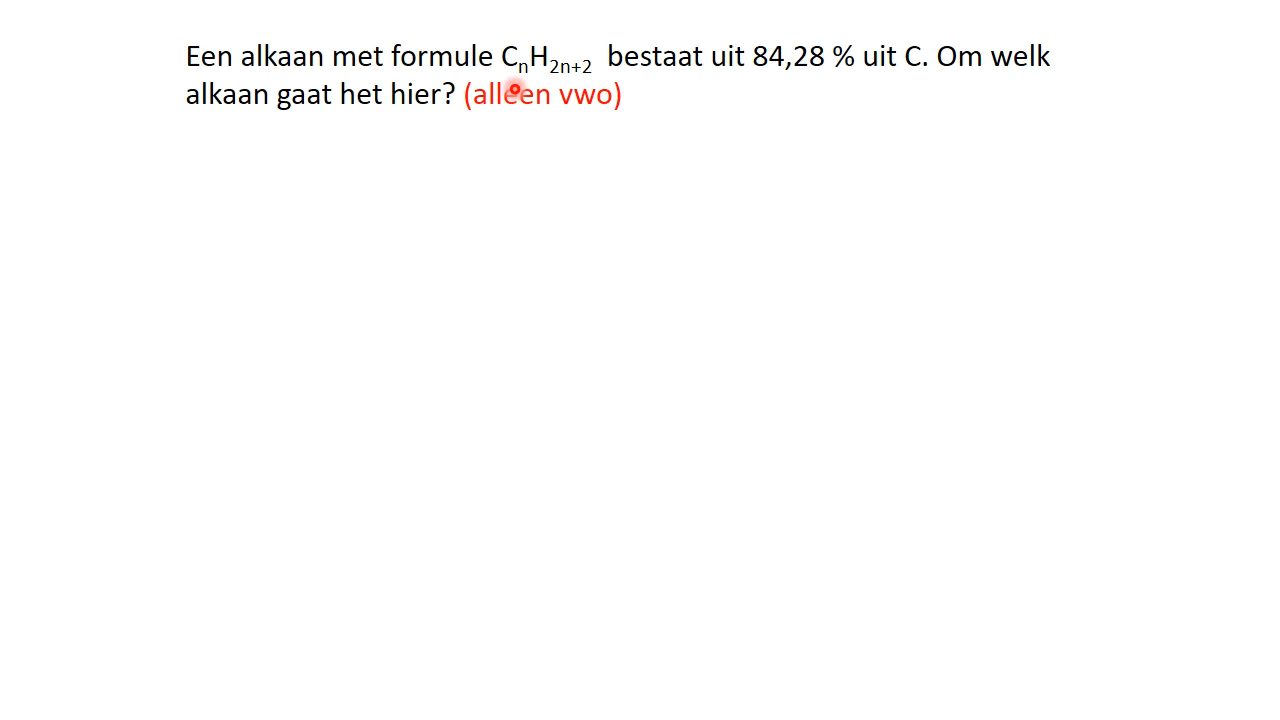 Een alkaan met formule CₙH₂ₙ₊₂ bestaat uit 84,28 % uit C. Om welk
alkaan gaat het hier? (alleen vwo)